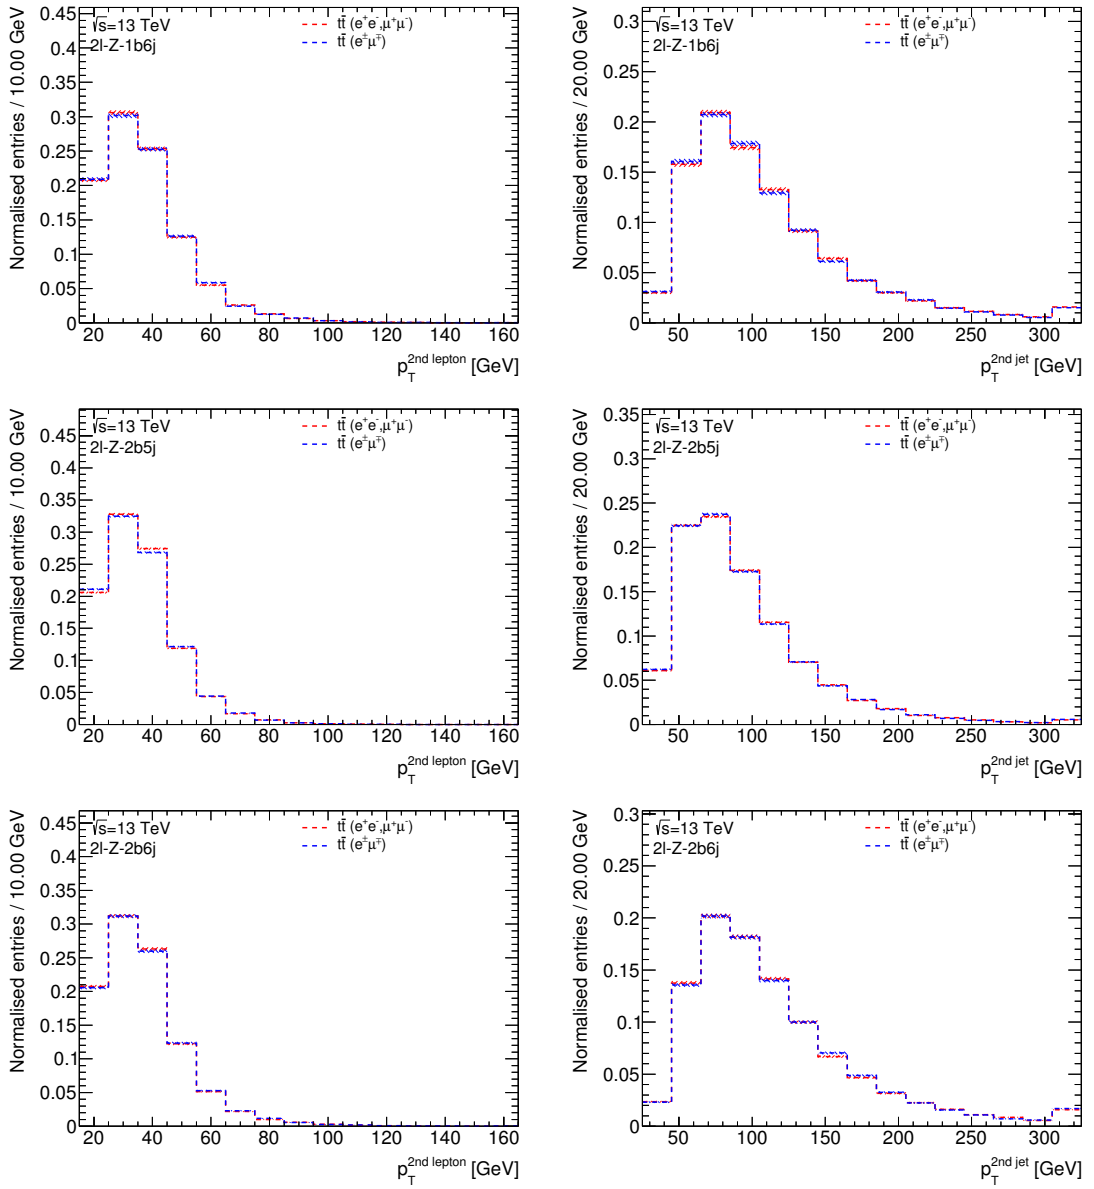 Normalised entries / 10.00 GeV
√s=13 TeV
2l-Z-1b6j
tt̄ (e⁺e⁻,μ⁺μ⁻)
tt̄ (e±μ∓)
0.45
0.4
0.35
0.3
0.25
0.2
0.15
0.1
0.05
0
20 40 60 80 100 120 140 160
p_T^2nd lepton [GeV]
Normalised entries / 20.00 GeV
√s=13 TeV
2l-Z-1b6j
tt̄ (e⁺e⁻,μ⁺μ⁻)
tt̄ (e±μ∓)
0.3
0.25
0.2
0.15
0.1
0.05
0
50 100 150 200 250 300
p_T^2nd jet [GeV]
Normalised entries / 10.00 GeV
√s=13 TeV
2l-Z-2b5j
tt̄ (e⁺e⁻,μ⁺μ⁻)
tt̄ (e±μ∓)
0.45
0.4
0.35
0.3
0.25
0.2
0.15
0.1
0.05
0
20 40 60 80 100 120 140 160
p_T^2nd lepton [GeV]
Normalised entries / 20.00 GeV
√s=13 TeV
2l-Z-2b5j
tt̄ (e⁺e⁻,μ⁺μ⁻)
tt̄ (e±μ∓)
0.35
0.3
0.25
0.2
0.15
0.1
0.05
0
50 100 150 200 250 300
p_T^2nd jet [GeV]
Normalised entries / 10.00 GeV
√s=13 TeV
2l-Z-2b6j
tt̄ (e⁺e⁻,μ⁺μ⁻)
tt̄ (e±μ∓)
0.45
0.4
0.35
0.3
0.25
0.2
0.15
0.1
0.05
0
20 40 60 80 100 120 140 160
p_T^2nd lepton [GeV]
Normalised entries / 20.00 GeV
√s=13 TeV
2l-Z-2b6j
tt̄ (e⁺e⁻,μ⁺μ⁻)
tt̄ (e±μ∓)
0.3
0.25
0.2
0.15
0.1
0.05
0
50 100 150 200 250 300
p_T^2nd jet [GeV]